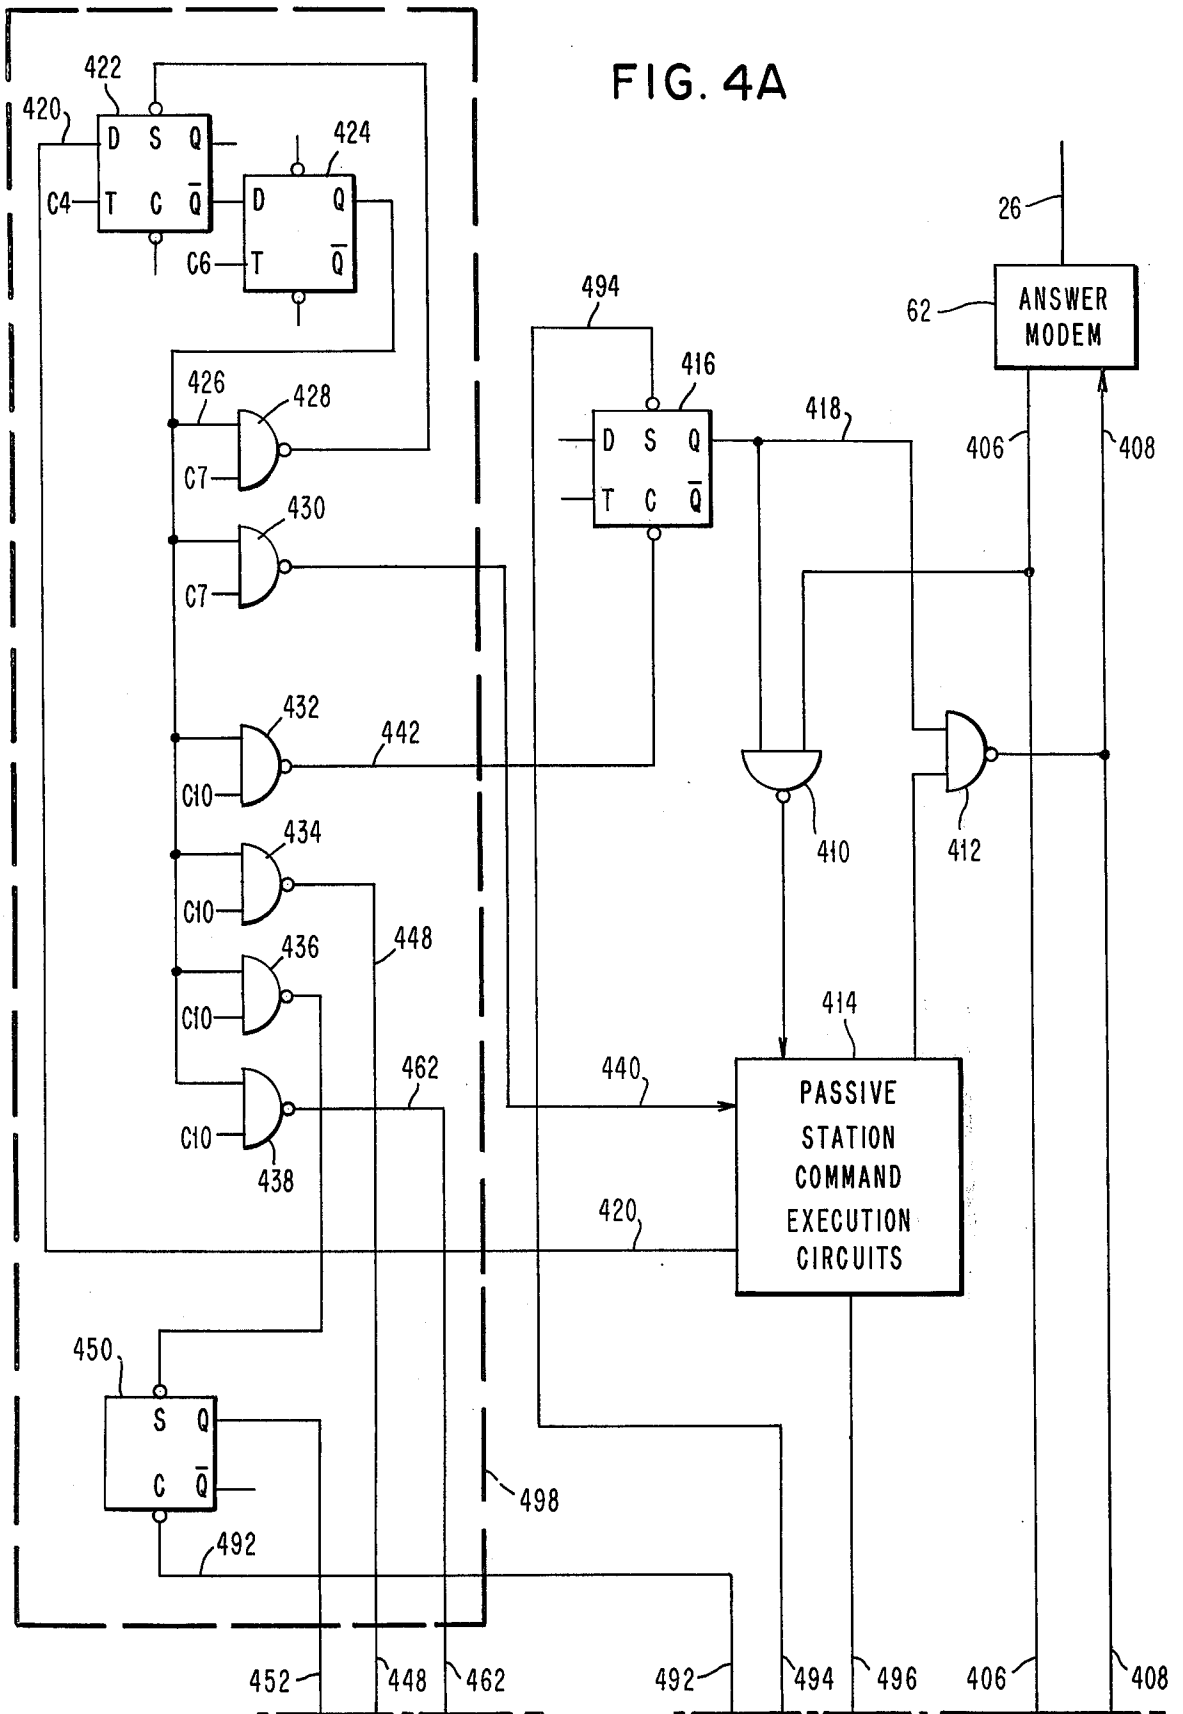 FIG. 4A
422
420
D S Q
C4 T C Q̅
424
D Q
C6 T Q̅
426
428
C7
430
C7
432
442
C10
434
C10
448
436
C10
462
C10
438
494
416
D S Q
T C Q̅
418
26
62
ANSWER
MODEM
406
408
410
412
414
440
PASSIVE
STATION
COMMAND
EXECUTION
CIRCUITS
420
450
S Q
C Q̅
498
492
452
448
462
492
494
496
406
408